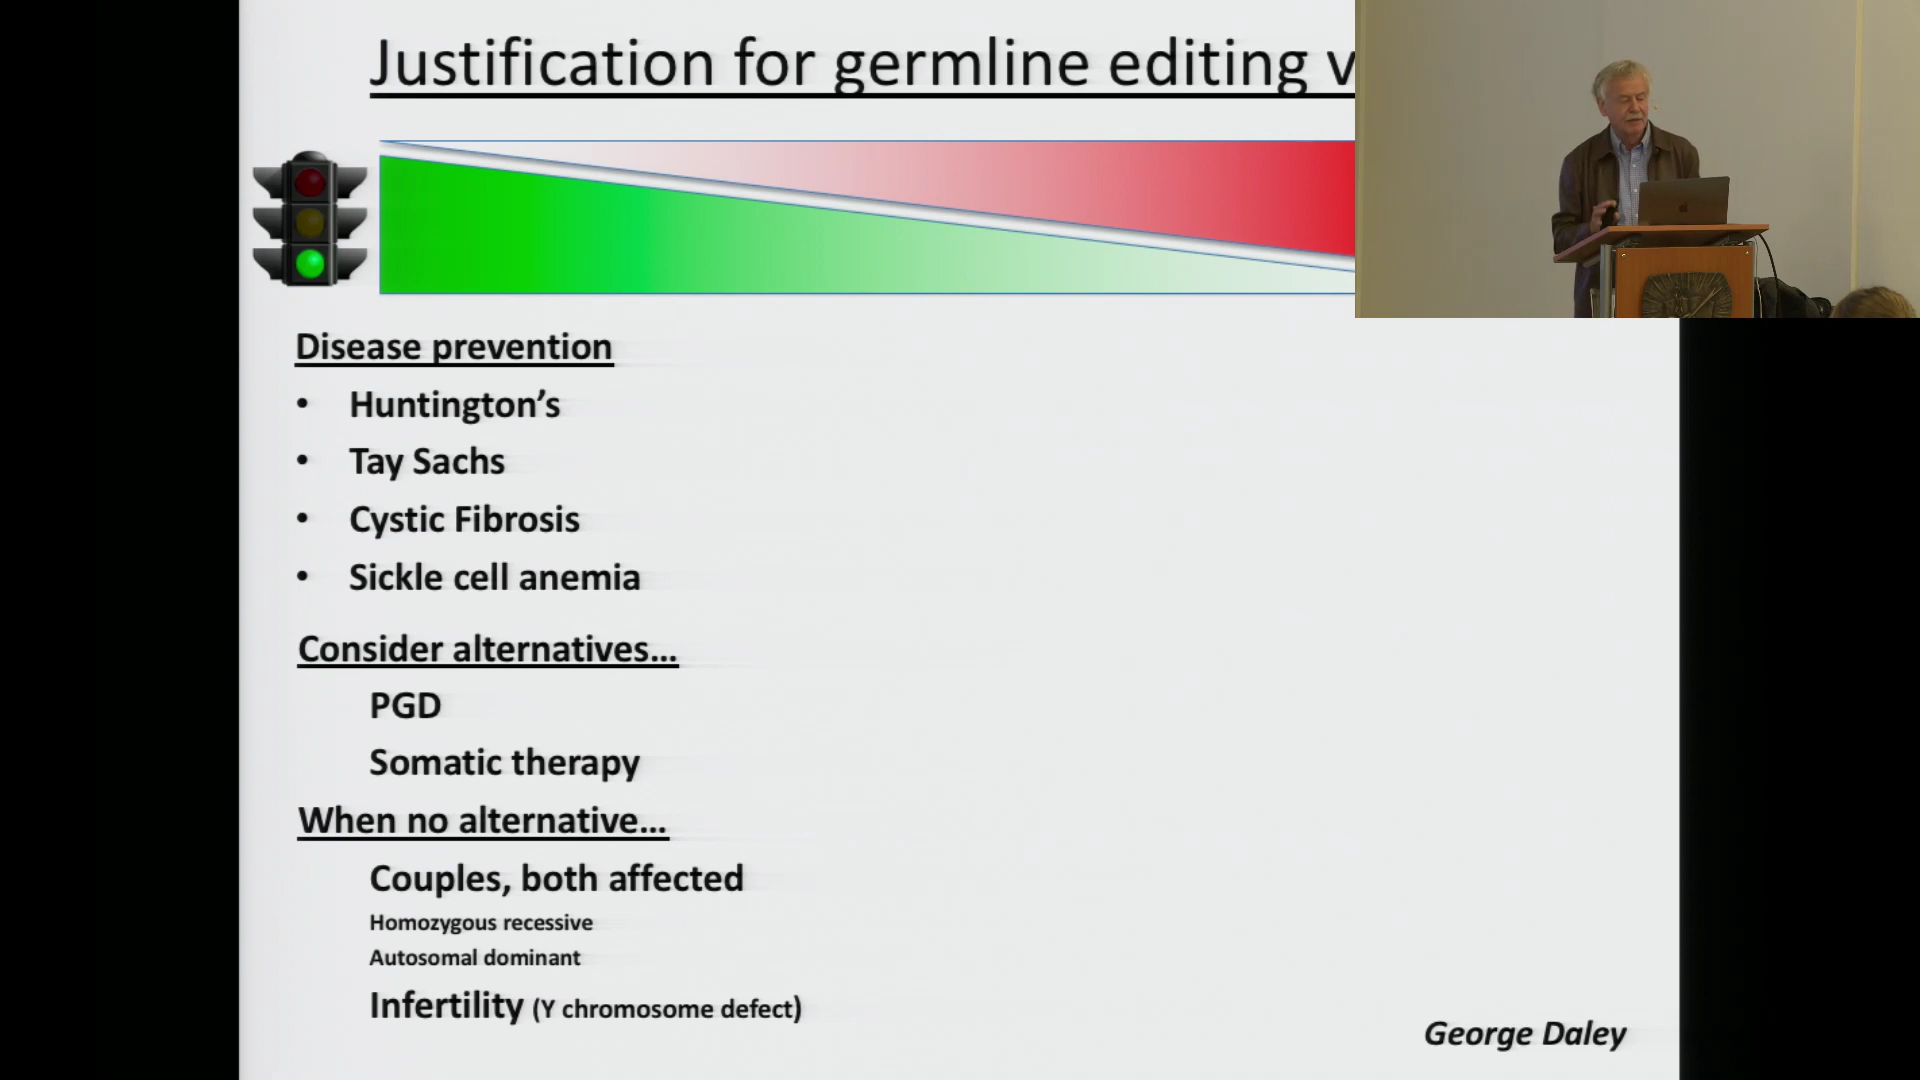 Justification for germline editing v
Disease prevention
• Huntington’s
• Tay Sachs
• Cystic Fibrosis
• Sickle cell anemia
Consider alternatives...
PGD
Somatic therapy
When no alternative...
Couples, both affected
Homozygous recessive
Autosomal dominant
Infertility (Y chromosome defect)
George Daley